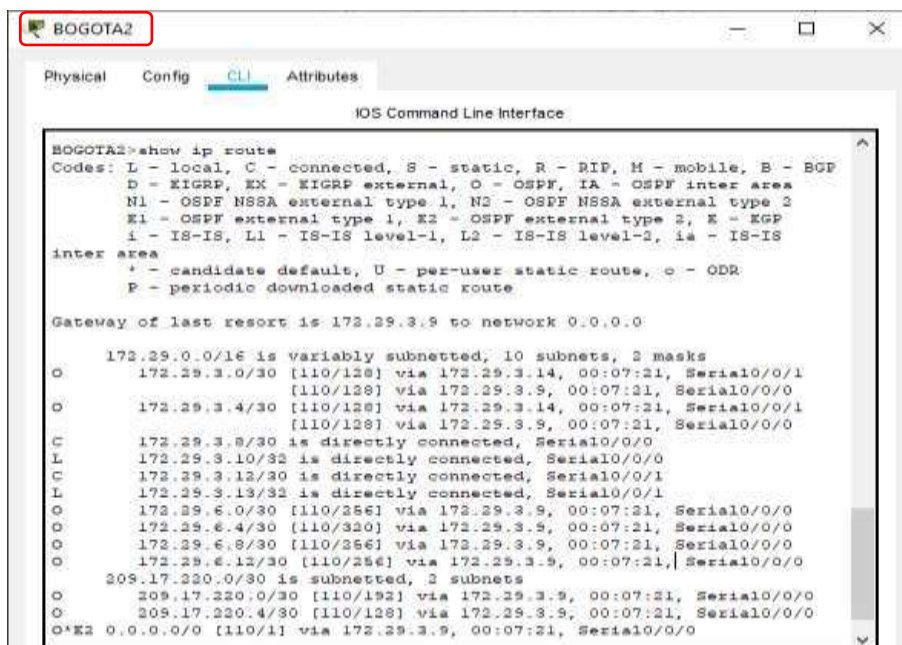 BOGOTA2
Physical Config CLI Attributes
IOS Command Line Interface
BOGOTA2>show ip route
Codes: L - local, C - connected, S - static, R - RIP, M - mobile, B - BGP
D - EIGRP, EX - EIGRP external, O - OSPF, IA - OSPF inter area
N1 - OSPF NSSA external type 1, N2 - OSPF NSSA external type 2
E1 - OSPF external type 1, E2 - OSPF external type 2, E - EGP
i - IS-IS, L1 - IS-IS level-1, L2 - IS-IS level-2, ia - IS-IS
inter area
* - candidate default, U - per-user static route, o - ODR
P - periodic downloaded static route
Gateway of last resort is 172.29.3.9 to network 0.0.0.0
172.29.0.0/16 is variably subnetted, 10 subnets, 2 masks
O 172.29.3.0/30 [110/128] via 172.29.3.14, 00:07:21, Serial0/0/1
[110/128] via 172.29.3.9, 00:07:21, Serial0/0/0
O 172.29.3.4/30 [110/128] via 172.29.3.14, 00:07:21, Serial0/0/1
[110/128] via 172.29.3.9, 00:07:21, Serial0/0/0
C 172.29.3.8/30 is directly connected, Serial0/0/0
L 172.29.3.10/32 is directly connected, Serial0/0/0
C 172.29.3.12/30 is directly connected, Serial0/0/1
L 172.29.3.13/32 is directly connected, Serial0/0/1
O 172.29.6.0/30 [110/256] via 172.29.3.9, 00:07:21, Serial0/0/0
O 172.29.6.4/30 [110/320] via 172.29.3.9, 00:07:21, Serial0/0/0
O 172.29.6.8/30 [110/256] via 172.29.3.9, 00:07:21, Serial0/0/0
O 172.29.6.12/30 [110/256] via 172.29.3.9, 00:07:21, Serial0/0/0
209.17.220.0/30 is subnetted, 2 subnets
O 209.17.220.0/30 [110/192] via 172.29.3.9, 00:07:21, Serial0/0/0
O 209.17.220.4/30 [110/128] via 172.29.3.9, 00:07:21, Serial0/0/0
O*E2 0.0.0.0/0 [110/1] via 172.29.3.9, 00:07:21, Serial0/0/0